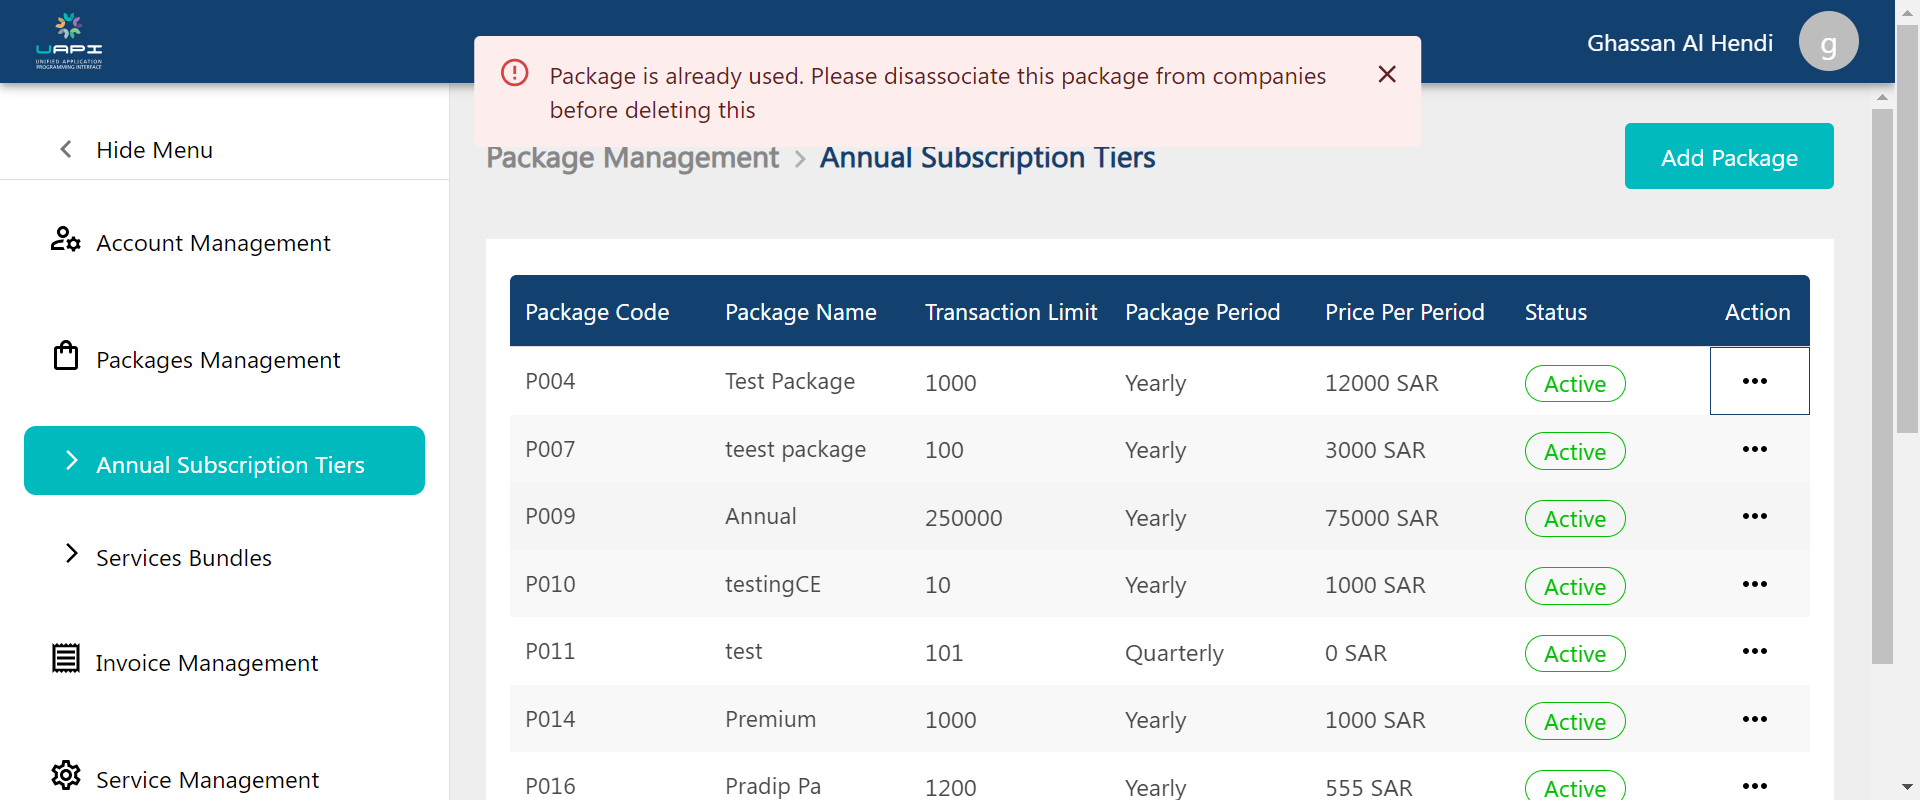 UAPI
UNIFIED APPLICATION
PROGRAMMING INTERFACE
Ghassan Al Hendi
g
Package is already used. Please disassociate this package from companies
before deleting this
Hide Menu
Package Management > Annual Subscription Tiers
Add Package
Account Management
Packages Management
Annual Subscription Tiers
Services Bundles
Invoice Management
Service Management
Package Code Package Name Transaction Limit Package Period Price Per Period Status Action
P004 Test Package 1000 Yearly 12000 SAR Active •••
P007 teest package 100 Yearly 3000 SAR Active •••
P009 Annual 250000 Yearly 75000 SAR Active •••
P010 testingCE 10 Yearly 1000 SAR Active •••
P011 test 101 Quarterly 0 SAR Active •••
P014 Premium 1000 Yearly 1000 SAR Active •••
P016 Pradip Pa 1200 Yearly 555 SAR Active •••